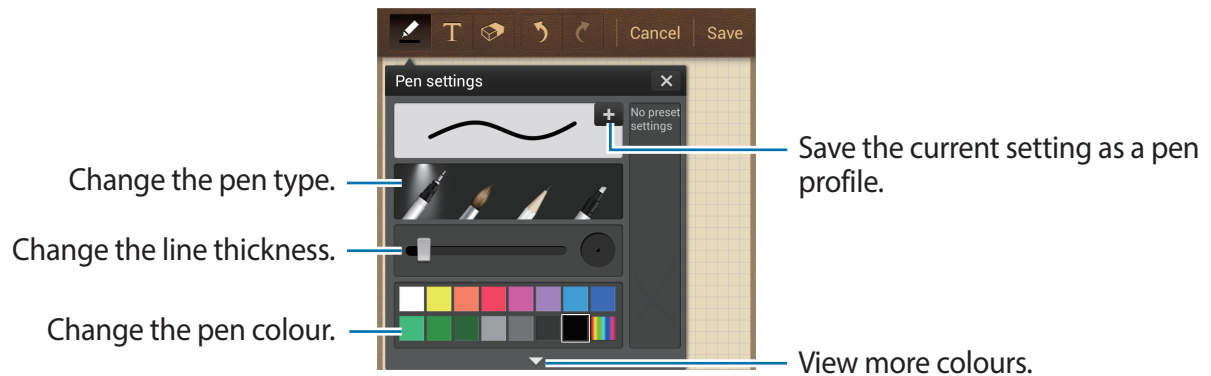 T
Cancel
Save
Pen settings
No preset
settings
Save the current setting as a pen
profile.
Change the pen type.
Change the line thickness.
Change the pen colour.
View more colours.